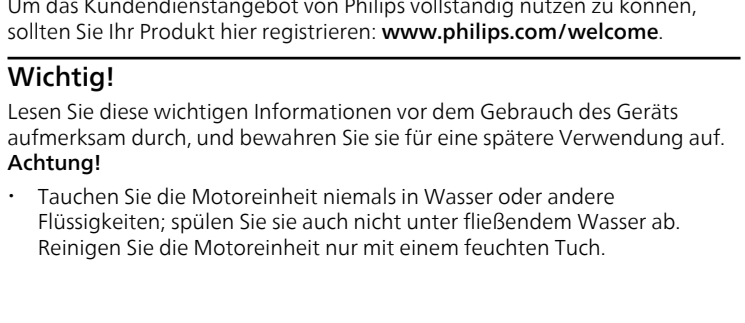 Um das Kundendienstangebot von Philips vollständig nutzen zu können,
sollten Sie Ihr Produkt hier registrieren: www.philips.com/welcome.
Wichtig!
Lesen Sie diese wichtigen Informationen vor dem Gebrauch des Geräts
aufmerksam durch, und bewahren Sie sie für eine spätere Verwendung auf.
Achtung!
· Tauchen Sie die Motoreinheit niemals in Wasser oder andere
Flüssigkeiten; spülen Sie sie auch nicht unter fließendem Wasser ab.
Reinigen Sie die Motoreinheit nur mit einem feuchten Tuch.